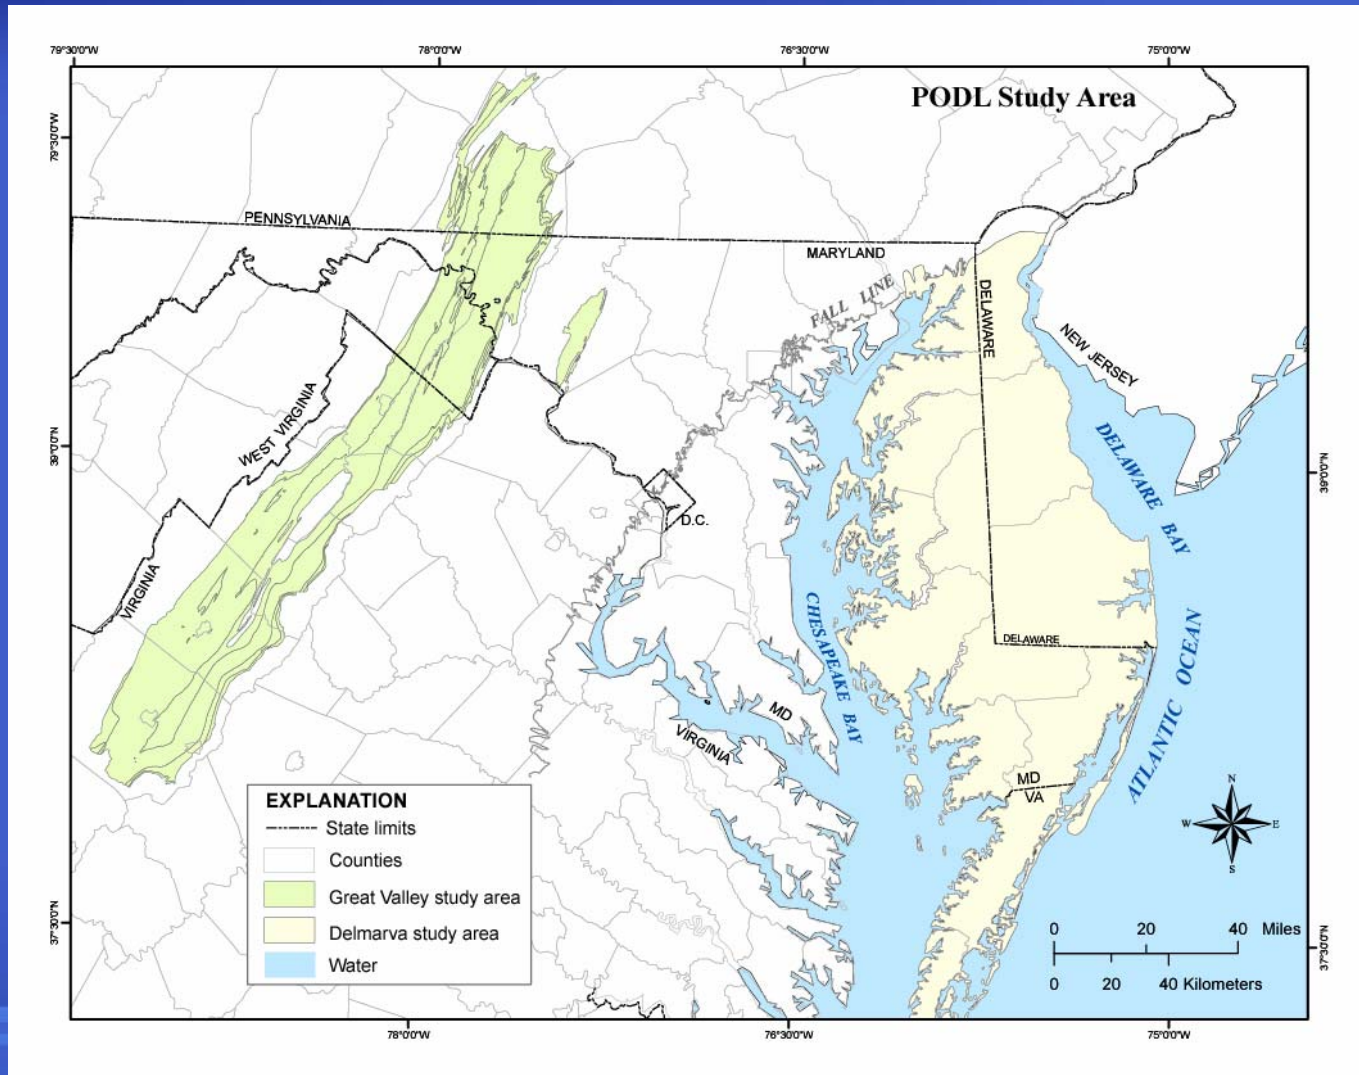 79°30'0"W
78°0'0"W
76°30'0"W
75°0'0"W
PODL Study Area
79°30'0"W
PENNSYLVANIA
MARYLAND
FALL LINE
DELAWARE
NEW JERSEY
WEST VIRGINIA
39°0'0"N
39°0'0"N
DELAWARE BAY
D.C.
VIRGINIA
CHESAPEAKE BAY
DELAWARE
ATLANTIC OCEAN
MD
VIRGINIA
MD
VA
N
W
E
S
EXPLANATION
State limits
Counties
Great Valley study area
Delmarva study area
Water
37°30'0"N
37°30'0"N
0 20 40 Miles
0 20 40 Kilometers
78°0'0"W
76°30'0"W
75°0'0"W